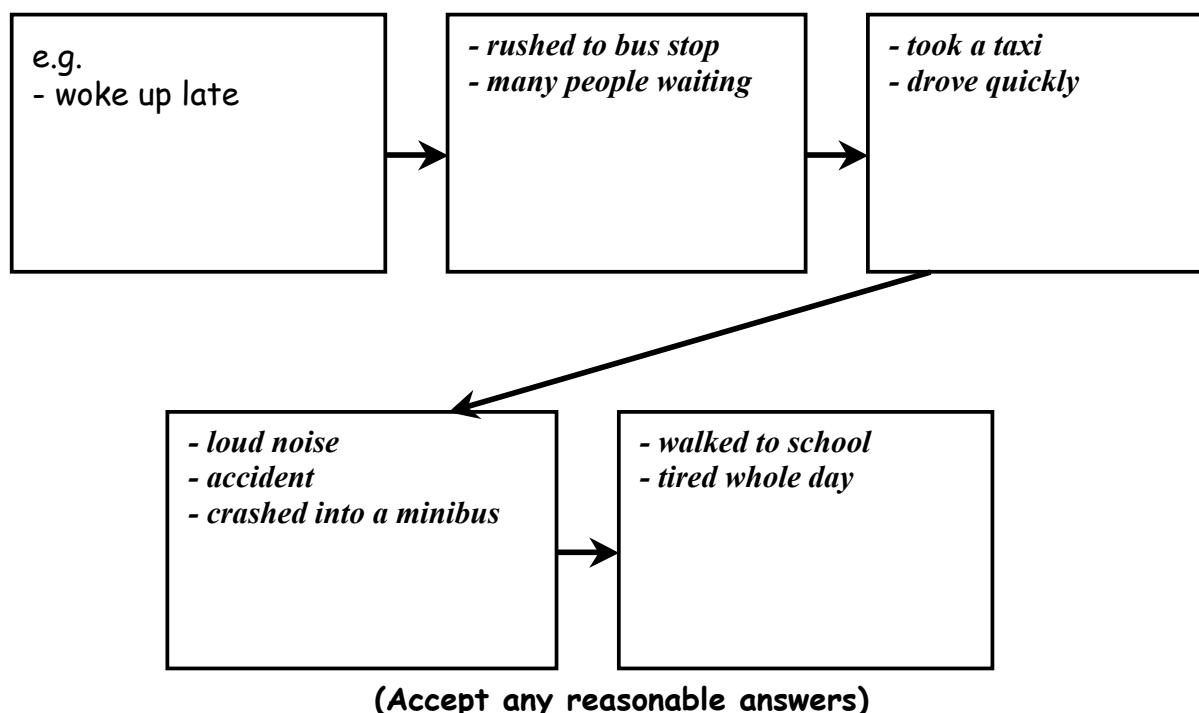 e.g.
- woke up late
- rushed to bus stop
- many people waiting
- took a taxi
- drove quickly
- loud noise
- accident
- crashed into a minibus
- walked to school
- tired whole day
(Accept any reasonable answers)